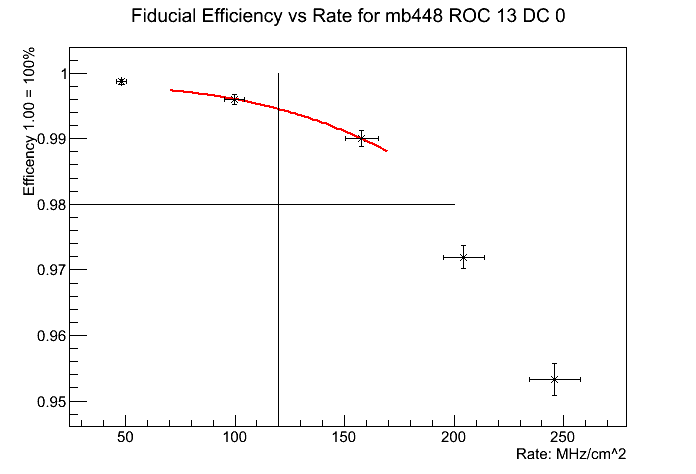 Fiducial Efficiency vs Rate for mb448 ROC 13 DC 0
Efficency 1.00 = 100%
1
0.99
0.98
0.97
0.96
0.95
50 100 150 200 250
Rate: MHz/cm^2